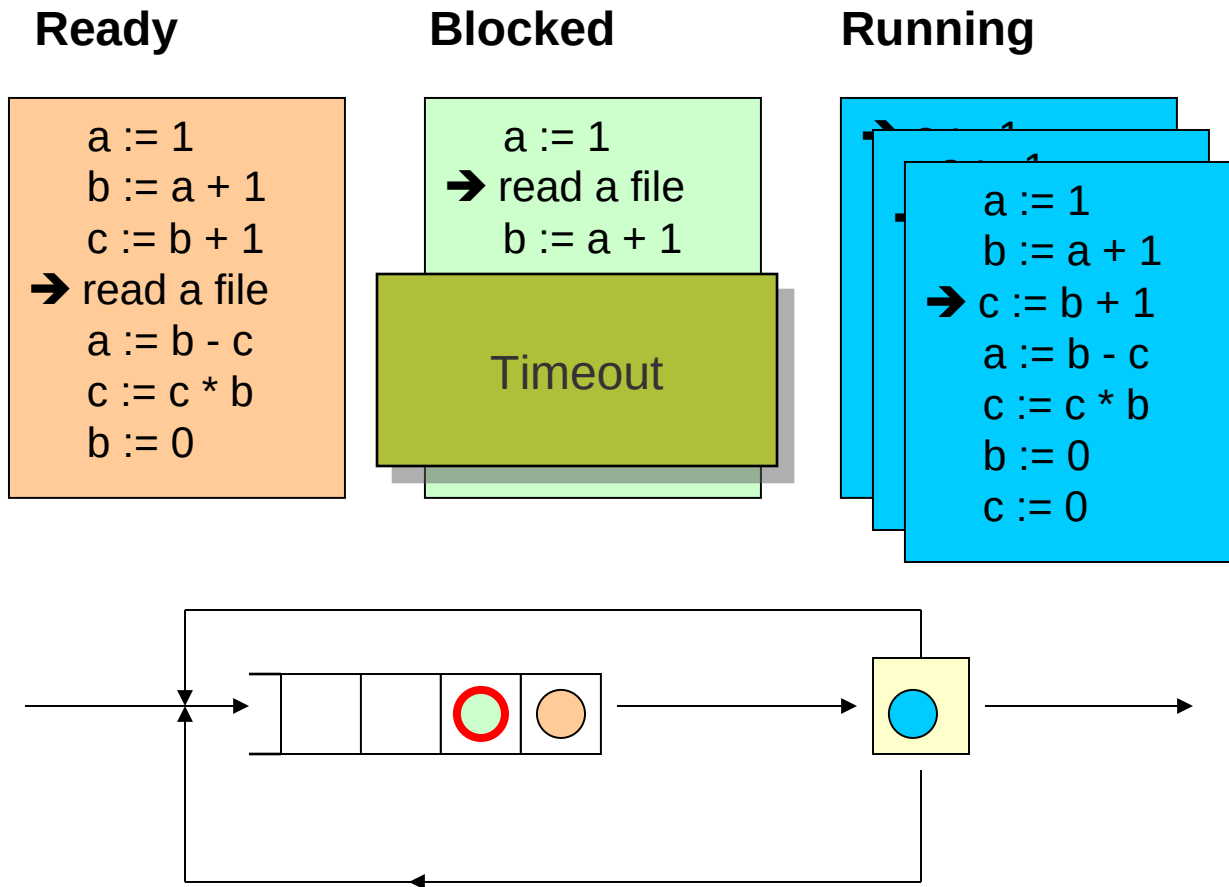 Ready
Blocked
Running
a := 1
b := a + 1
c := b + 1
➔ read a file
a := b - c
c := c * b
b := 0
a := 1
➔ read a file
b := a + 1
Timeout
a := 1
b := a + 1
➔ c := b + 1
a := b - c
c := c * b
b := 0
c := 0